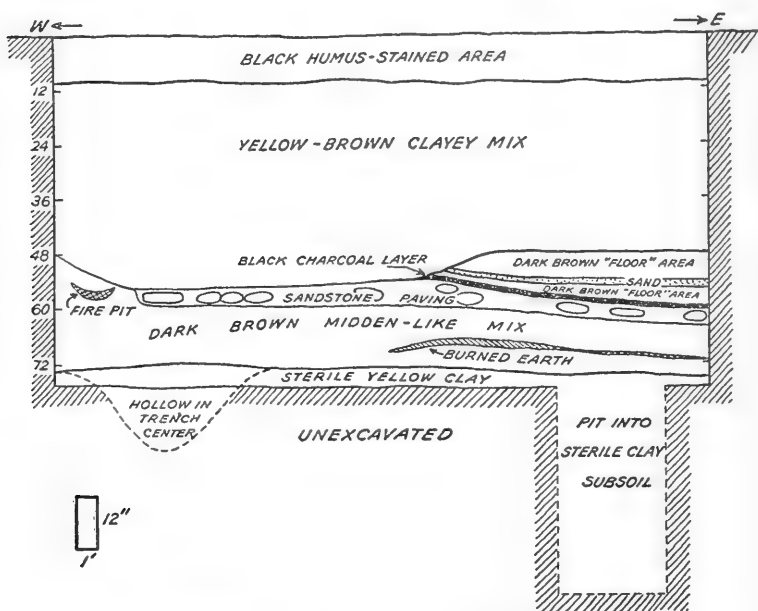 W E
BLACK HUMUS-STAINED AREA
12
YELLOW-BROWN CLAYEY MIX
24
36
48
BLACK CHARCOAL LAYER
DARK BROWN "FLOOR" AREA
SAND
DARK BROWN "FLOOR" AREA
FIRE PIT
SANDSTONE PAVING
60
DARK BROWN MIDDEN-LIKE MIX
BURNED EARTH
72
STERILE YELLOW CLAY
HOLLOW IN
TRENCH
CENTER
UNEXCAVATED
PIT INTO
STERILE CLAY
SUBSOIL
12"
1'